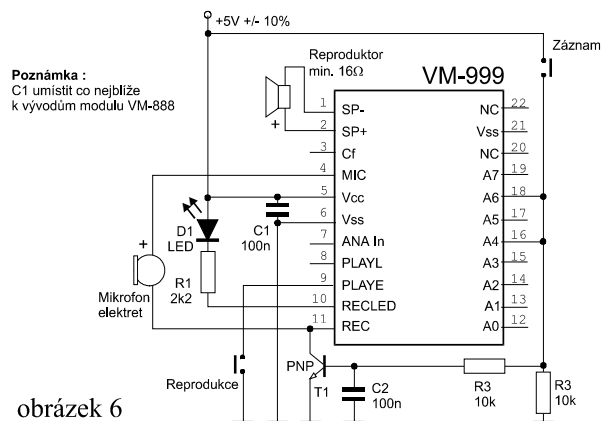 +5V +/- 10%
Záznam
Poznámka :
C1 umístit co nejblíže
k vývodům modulu VM-888
Reproduktor
min. 16Ω
VM-999
+
1 SP- NC 22
2 SP+ Vss 21
3 Cf NC 20
4 MIC A7 19
5 Vcc A6 18
6 Vss A5 17
7 ANA In A4 16
8 PLAYL A3 15
9 PLAYE A2 14
10 RECLED A1 13
11 REC A0 12
D1
LED
C1
100n
R1
2k2
+
Mikrofon
elektret
Reprodukce
PNP
T1
C2
100n
R3
10k
R3
10k
obrázek 6